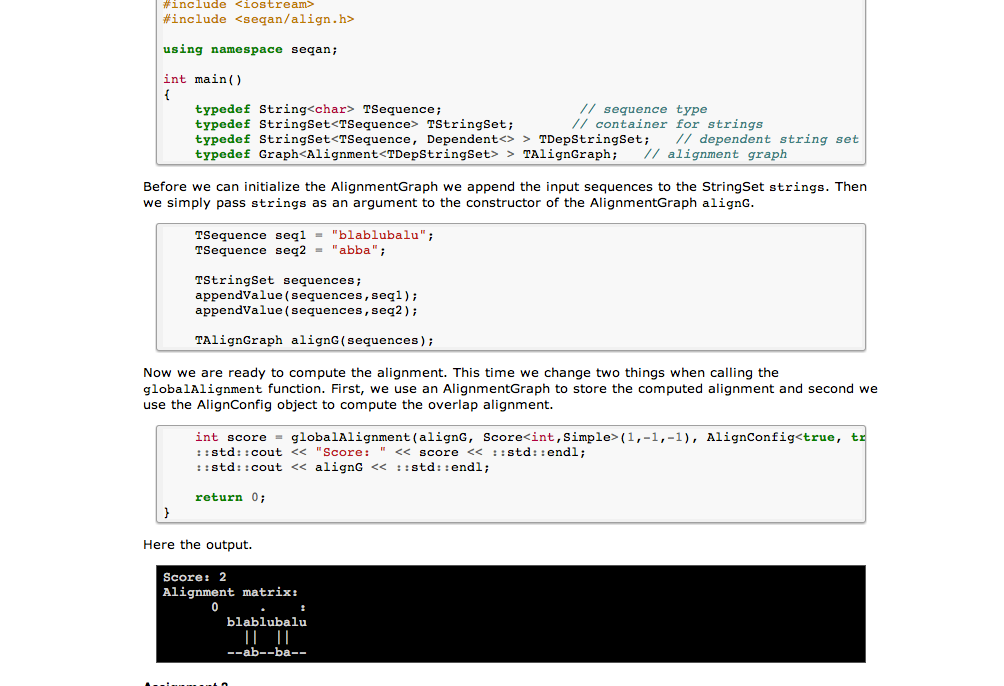 #include <iostream>
#include <seqan/align.h>
using namespace seqan;
int main()
{
typedef String<char> TSequence; // sequence type
typedef StringSet<TSequence> TStringSet; // container for strings
typedef StringSet<TSequence, Dependent<> > TDepStringSet; // dependent string set
typedef Graph<Alignment<TDepStringSet> > TAlignGraph; // alignment graph
Before we can initialize the AlignmentGraph we append the input sequences to the StringSet strings. Then
we simply pass strings as an argument to the constructor of the AlignmentGraph alignG.
TSequence seq1 = "blablubalu";
TSequence seq2 = "abba";
TStringSet sequences;
appendValue(sequences,seq1);
appendValue(sequences,seq2);
TAlignGraph alignG(sequences);
Now we are ready to compute the alignment. This time we change two things when calling the
globalAlignment function. First, we use an AlignmentGraph to store the computed alignment and second we
use the AlignConfig object to compute the overlap alignment.
int score = globalAlignment(alignG, Score<int,Simple>(1,-1,-1), AlignConfig<true, tr
::std::cout << "Score: " << score << ::std::endl;
::std::cout << alignG << ::std::endl;
return 0;
}
Here the output.
Score: 2
Alignment matrix:
0 . :
blablubalu
|| ||
--ab--ba--